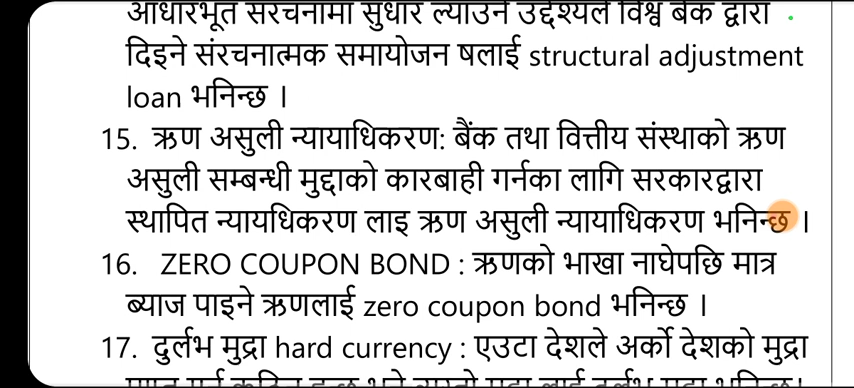 आधारभूत संरचनामा सुधार ल्याउने उद्देश्यले विश्व बैंक द्वारा
दिइने संरचनात्मक समायोजन षलाई structural adjustment
loan भनिन्छ ।
15. ऋण असुली न्यायाधिकरण: बैंक तथा वित्तीय संस्थाको ऋण
असुली सम्बन्धी मुद्दाको कारबाही गर्नका लागि सरकारद्वारा
स्थापित न्यायधिकरण लाइ ऋण असुली न्यायाधिकरण भनिन्छ ।
16. ZERO COUPON BOND : ऋणको भाखा नाघेपछि मात्र
ब्याज पाइने ऋणलाई zero coupon bond भनिन्छ ।
17. दुर्लभ मुद्रा hard currency : एउटा देशले अर्को देशको मुद्रा